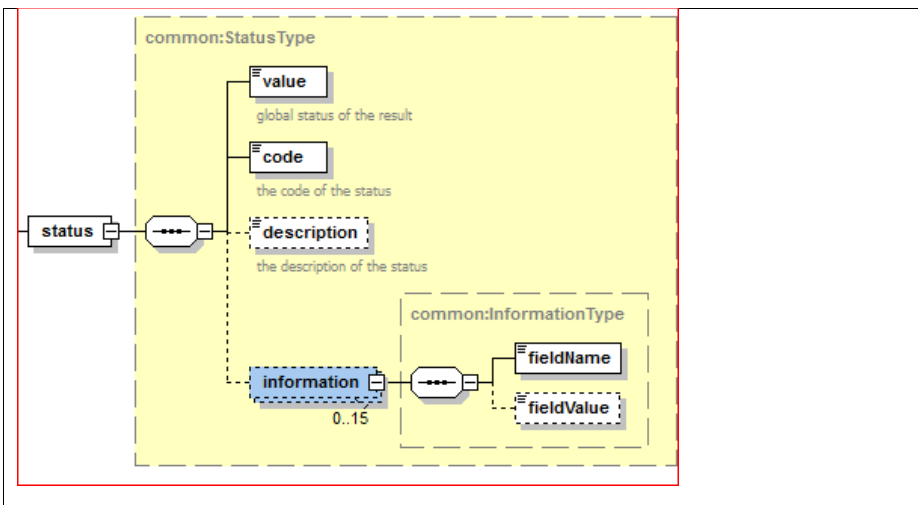 common:StatusType
value
global status of the result
code
the code of the status
status
description
the description of the status
common:InformationType
fieldName
information
0..15
fieldValue